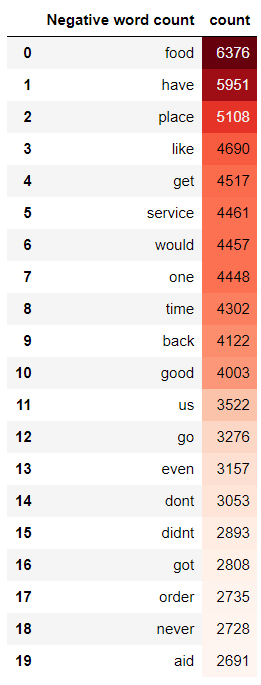 Negative word count count
0 food 6376
1 have 5951
2 place 5108
3 like 4690
4 get 4517
5 service 4461
6 would 4457
7 one 4448
8 time 4302
9 back 4122
10 good 4003
11 us 3522
12 go 3276
13 even 3157
14 dont 3053
15 didnt 2893
16 got 2808
17 order 2735
18 never 2728
19 aid 2691